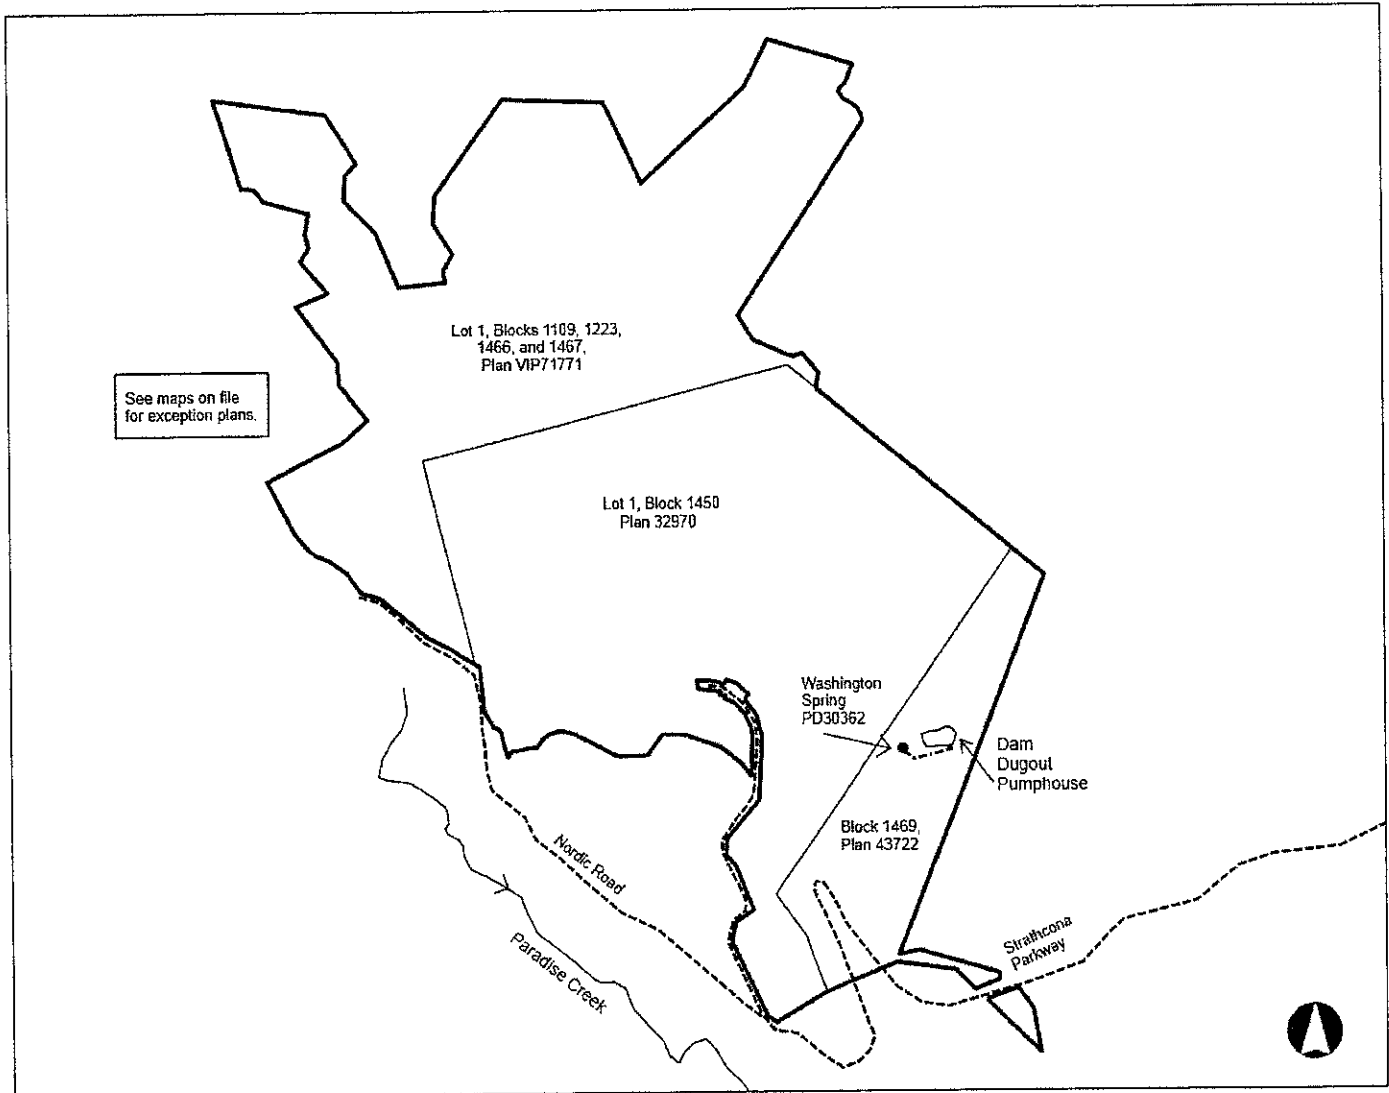 Lot 1, Blocks 1109, 1223,
1466, and 1467,
Plan VIP71771
See maps on file
for exception plans.
Lot 1, Block 1450
Plan 32970
Washington
Spring
PD30362
Dam
Dugout
Pumphouse
Block 1469,
Plan 43722
Nordic Road
Strathcona
Parkway
Paradise Creek